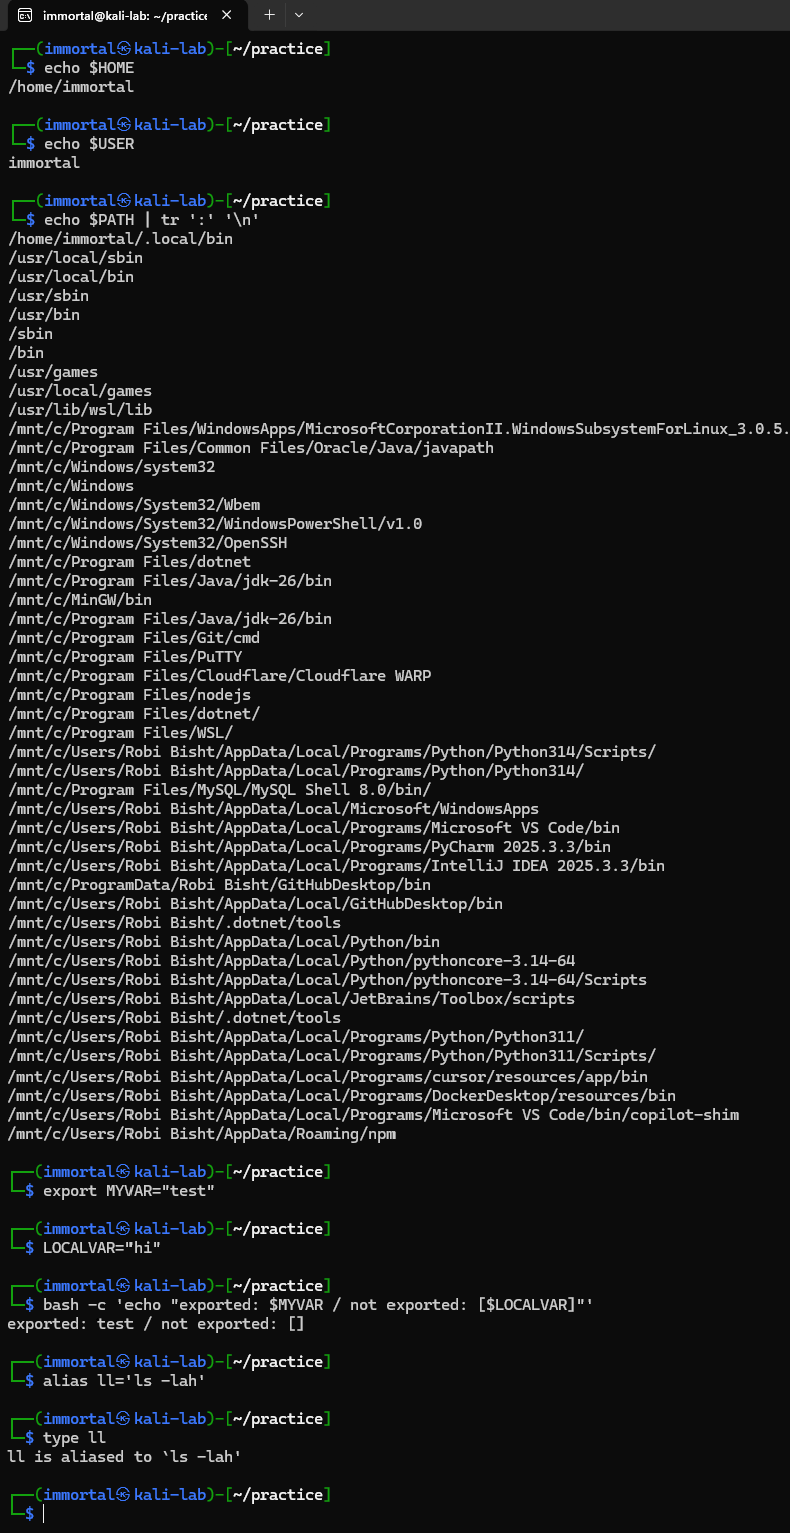 immortal@kali-lab: ~/practice
┌──(immortal㉿kali-lab)-[~/practice]
└─$ echo $HOME
/home/immortal
┌──(immortal㉿kali-lab)-[~/practice]
└─$ echo $USER
immortal
┌──(immortal㉿kali-lab)-[~/practice]
└─$ echo $PATH | tr ':' '\n'
/home/immortal/.local/bin
/usr/local/sbin
/usr/local/bin
/usr/sbin
/usr/bin
/sbin
/bin
/usr/games
/usr/local/games
/usr/lib/wsl/lib
/mnt/c/Program Files/WindowsApps/MicrosoftCorporationII.WindowsSubsystemForLinux_3.0.5.
/mnt/c/Program Files/Common Files/Oracle/Java/javapath
/mnt/c/Windows/system32
/mnt/c/Windows
/mnt/c/Windows/System32/Wbem
/mnt/c/Windows/System32/WindowsPowerShell/v1.0
/mnt/c/Windows/System32/OpenSSH
/mnt/c/Program Files/dotnet
/mnt/c/Program Files/Java/jdk-26/bin
/mnt/c/MinGW/bin
/mnt/c/Program Files/Java/jdk-26/bin
/mnt/c/Program Files/Git/cmd
/mnt/c/Program Files/PuTTY
/mnt/c/Program Files/Cloudflare/Cloudflare WARP
/mnt/c/Program Files/nodejs
/mnt/c/Program Files/dotnet/
/mnt/c/Program Files/WSL/
/mnt/c/Users/Robi Bisht/AppData/Local/Programs/Python/Python314/Scripts/
/mnt/c/Users/Robi Bisht/AppData/Local/Programs/Python/Python314/
/mnt/c/Program Files/MySQL/MySQL Shell 8.0/bin/
/mnt/c/Users/Robi Bisht/AppData/Local/Microsoft/WindowsApps
/mnt/c/Users/Robi Bisht/AppData/Local/Programs/Microsoft VS Code/bin
/mnt/c/Users/Robi Bisht/AppData/Local/Programs/PyCharm 2025.3.3/bin
/mnt/c/Users/Robi Bisht/AppData/Local/Programs/IntelliJ IDEA 2025.3.3/bin
/mnt/c/ProgramData/Robi Bisht/GitHubDesktop/bin
/mnt/c/Users/Robi Bisht/AppData/Local/GitHubDesktop/bin
/mnt/c/Users/Robi Bisht/.dotnet/tools
/mnt/c/Users/Robi Bisht/AppData/Local/Python/bin
/mnt/c/Users/Robi Bisht/AppData/Local/Python/pythoncore-3.14-64
/mnt/c/Users/Robi Bisht/AppData/Local/Python/pythoncore-3.14-64/Scripts
/mnt/c/Users/Robi Bisht/AppData/Local/JetBrains/Toolbox/scripts
/mnt/c/Users/Robi Bisht/.dotnet/tools
/mnt/c/Users/Robi Bisht/AppData/Local/Programs/Python/Python311/
/mnt/c/Users/Robi Bisht/AppData/Local/Programs/Python/Python311/Scripts/
/mnt/c/Users/Robi Bisht/AppData/Local/Programs/cursor/resources/app/bin
/mnt/c/Users/Robi Bisht/AppData/Local/Programs/DockerDesktop/resources/bin
/mnt/c/Users/Robi Bisht/AppData/Local/Programs/Microsoft VS Code/bin/copilot-shim
/mnt/c/Users/Robi Bisht/AppData/Roaming/npm
┌──(immortal㉿kali-lab)-[~/practice]
└─$ export MYVAR="test"
┌──(immortal㉿kali-lab)-[~/practice]
└─$ LOCALVAR="hi"
┌──(immortal㉿kali-lab)-[~/practice]
└─$ bash -c 'echo "exported: $MYVAR / not exported: [$LOCALVAR]"'
exported: test / not exported: []
┌──(immortal㉿kali-lab)-[~/practice]
└─$ alias ll='ls -lah'
┌──(immortal㉿kali-lab)-[~/practice]
└─$ type ll
ll is aliased to `ls -lah'
┌──(immortal㉿kali-lab)-[~/practice]
└─$